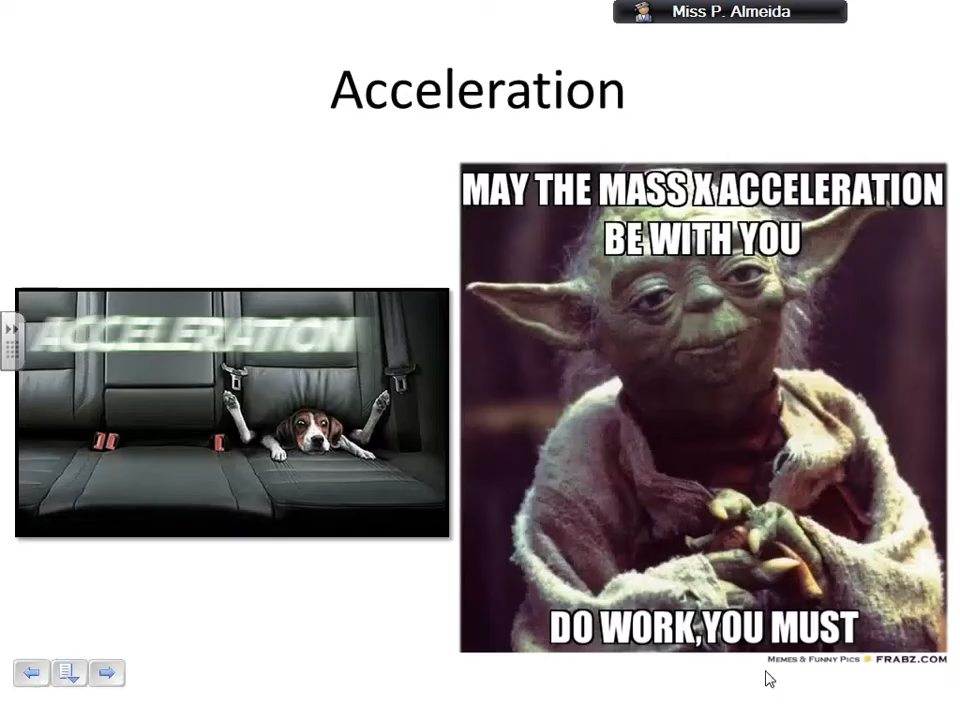 Miss P. Almeida
Acceleration
ACCELERATION
MAY THE MASS X ACCELERATION
BE WITH YOU
DO WORK,YOU MUST
MEMES & FUNNY PICS FRABZ.COM